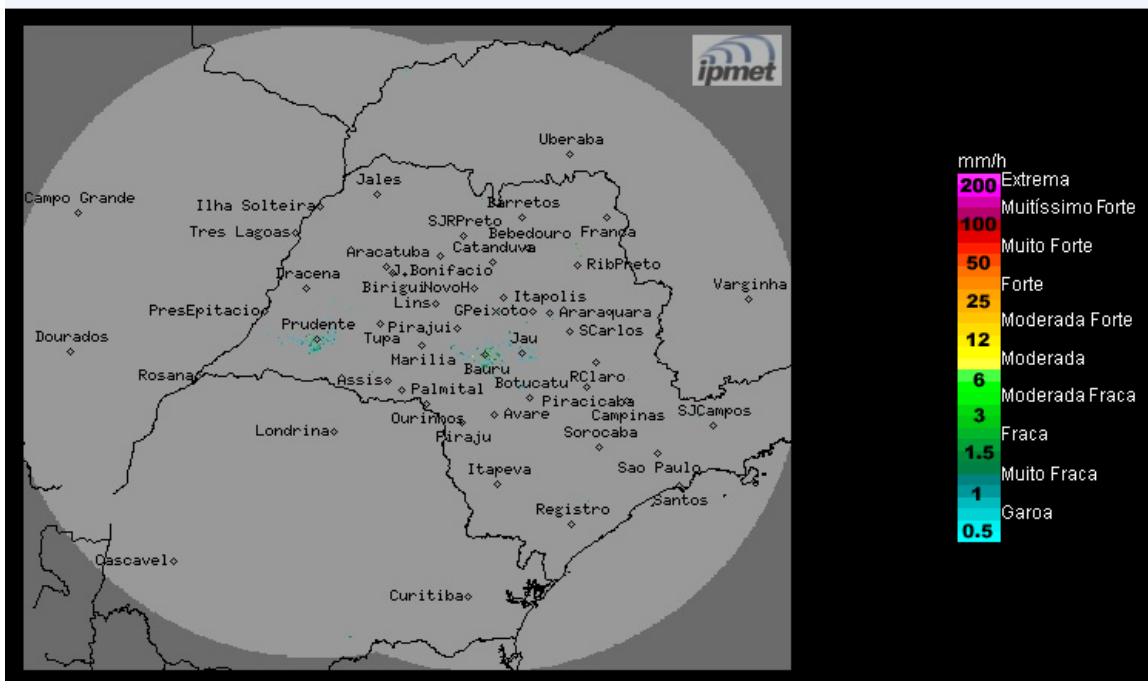 ipmet
Uberaba
Jales
Campo Grande
Ilha Solteira
Barretos
SJRPreto
Tres Lagoas
Bebedouro
Franca
Catanduva
Aracatuba
J.Bonifacio
RibPreto
Dracena
Birigui
NovoH
Varginha
Lins
Itapolis
PresEpitacio
GPeixoto
Araraquara
Prudente
Pirajui
SCarlos
Dourados
Tupa
Jau
Marilia
Bauru
Rosana
Assis
RClaro
Botucatu
Palmital
Piracicaba
Ourinhos
Avare
Campinas
SJCampos
Londrina
Piraju
Sorocaba
Itapeva
Sao Paulo
Santos
Registro
Cascavel
Curitiba
mm/h
200 Extrema
Muitíssimo Forte
100
Muito Forte
50
Forte
25
Moderada Forte
12
Moderada
6
Moderada Fraca
3
Fraca
1.5
Muito Fraca
1
Garoa
0.5